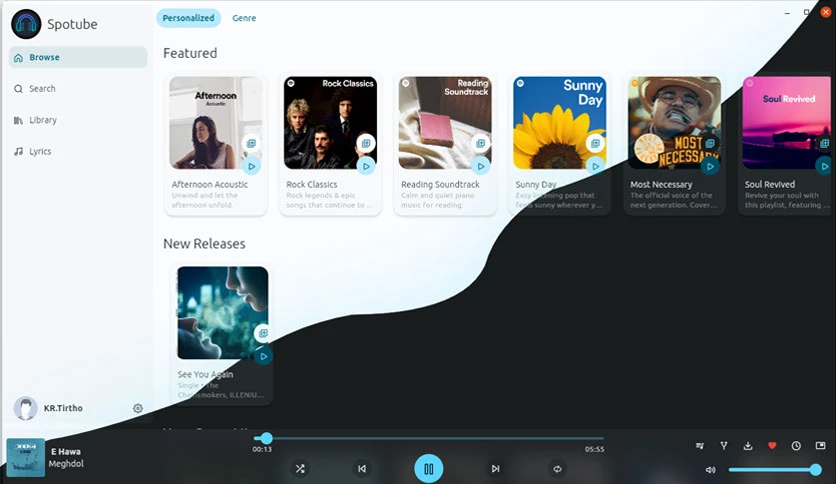 Spotube
Personalized
Genre
Browse
Search
Library
Lyrics
Featured
Afternoon
Acoustic
Rock Classics
Reading
Soundtrack
Sunny
Day
MOST
NECESSARY
Soul Revived
Afternoon Acoustic
Unwind and let the
afternoon unfold.
Rock Classics
Rock legends & epic
songs that continue to ...
Reading Soundtrack
Calm and quiet piano
music for reading.
Sunny Day
Easy listening pop that
feels sunny wherever y...
Most Necessary
The official voice of the
next generation. Cover...
Soul Revived
Revive your soul with
this playlist, featuring ...
New Releases
See You Again
Single • The
Chainsmokers, ILLENIU...
KR.Tirtho
E Hawa
Meghdol
00:13
05:55